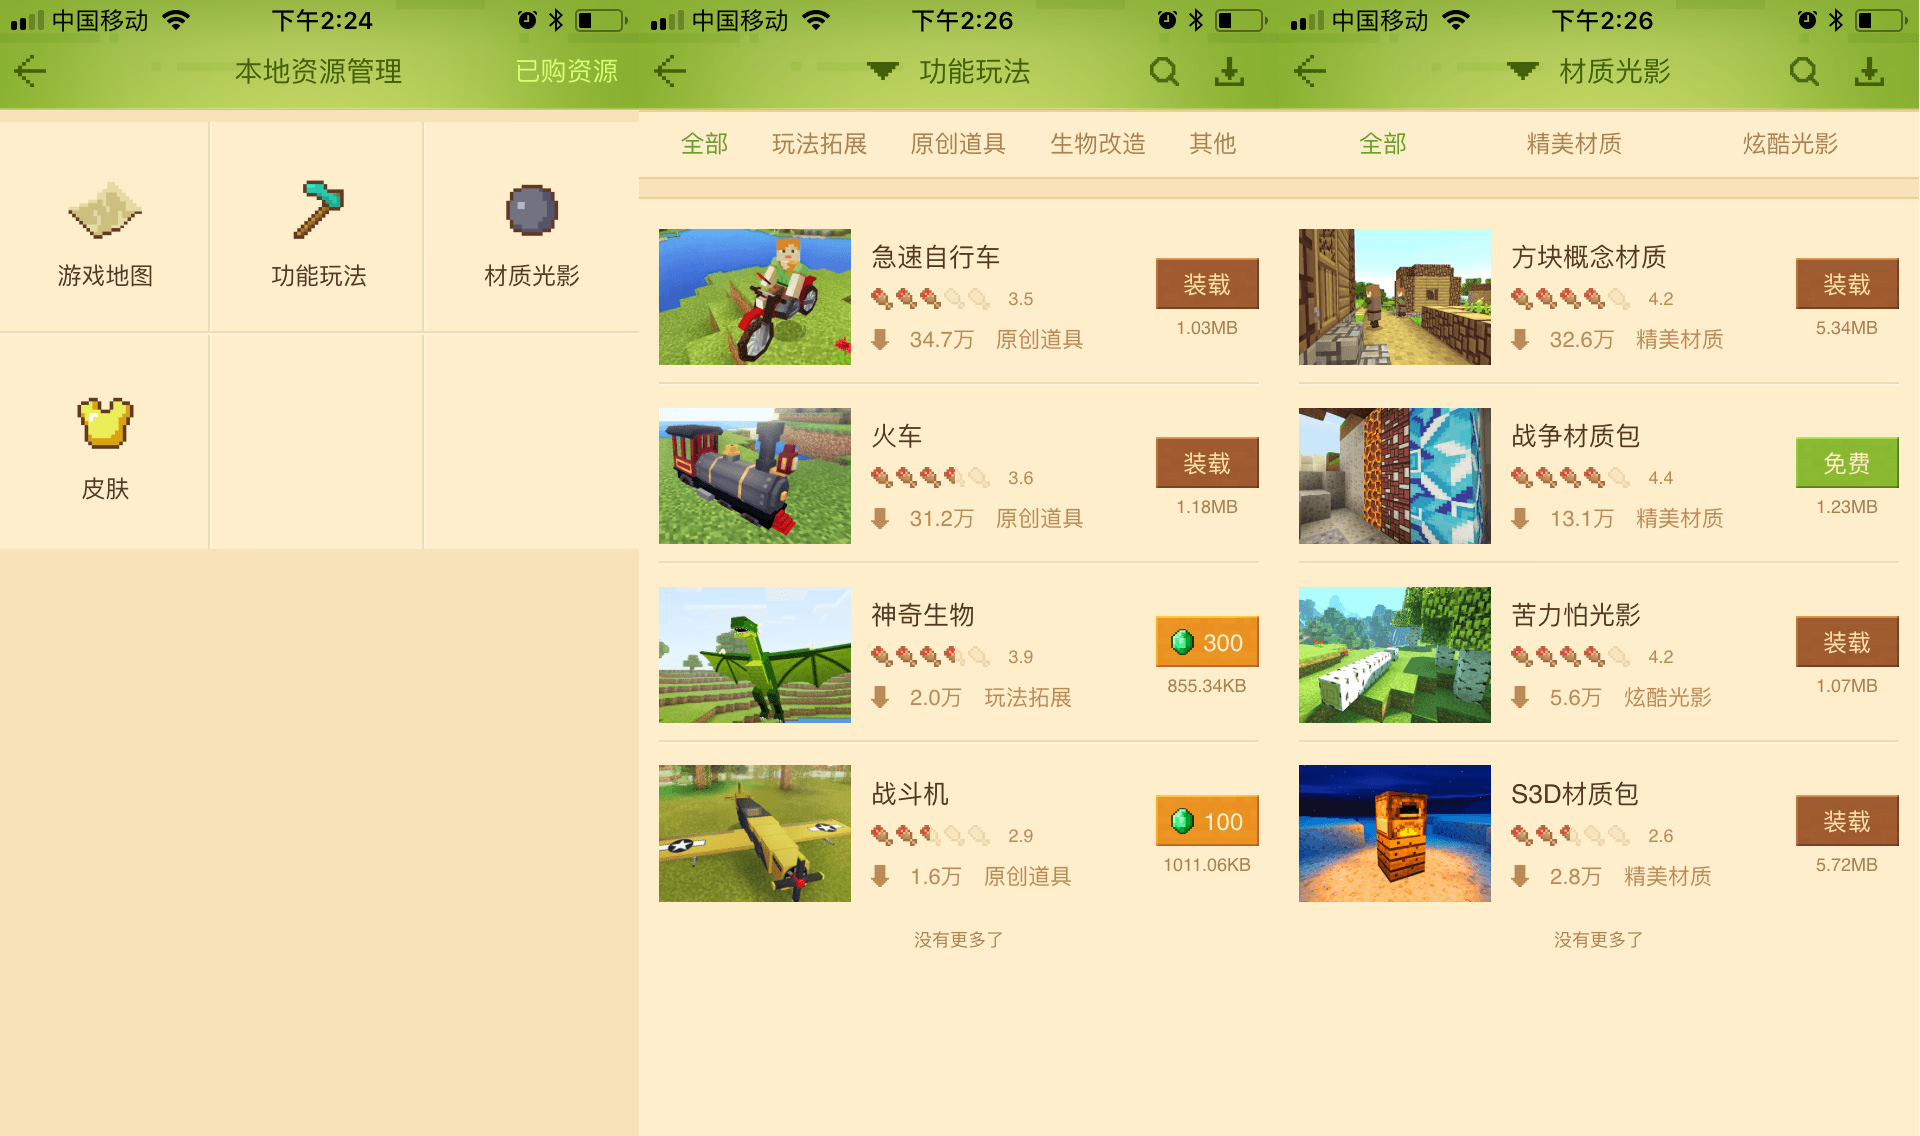 中国移动 下午2:24
本地资源管理 已购资源
游戏地图 功能玩法 材质光影
皮肤
中国移动 下午2:26
功能玩法
全部 玩法拓展 原创道具 生物改造 其他
急速自行车
3.5
34.7万 原创道具
装载
1.03MB
火车
3.6
31.2万 原创道具
装载
1.18MB
神奇生物
3.9
2.0万 玩法拓展
300
855.34KB
战斗机
2.9
1.6万 原创道具
100
1011.06KB
没有更多了
中国移动 下午2:26
材质光影
全部 精美材质 炫酷光影
方块概念材质
4.2
32.6万 精美材质
装载
5.34MB
战争材质包
4.4
13.1万 精美材质
免费
1.23MB
苦力怕光影
4.2
5.6万 炫酷光影
装载
1.07MB
S3D材质包
2.6
2.8万 精美材质
装载
5.72MB
没有更多了